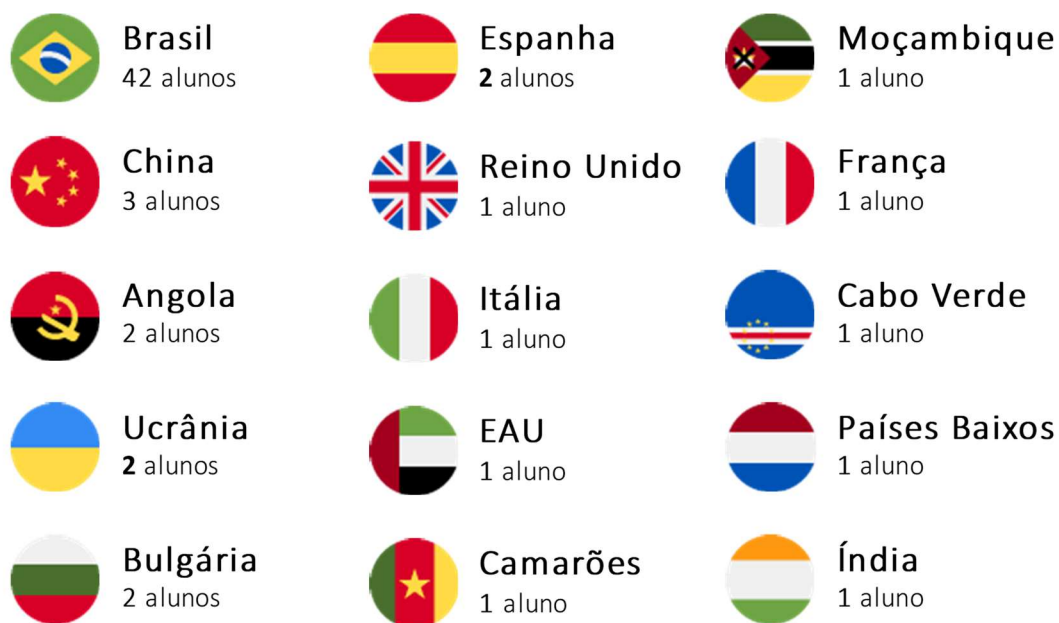 Brasil
42 alunos
China
3 alunos
Angola
2 alunos
Ucrânia
2 alunos
Bulgária
2 alunos
Espanha
2 alunos
Reino Unido
1 aluno
Itália
1 aluno
EAU
1 aluno
Camarões
1 aluno
Moçambique
1 aluno
França
1 aluno
Cabo Verde
1 aluno
Países Baixos
1 aluno
Índia
1 aluno